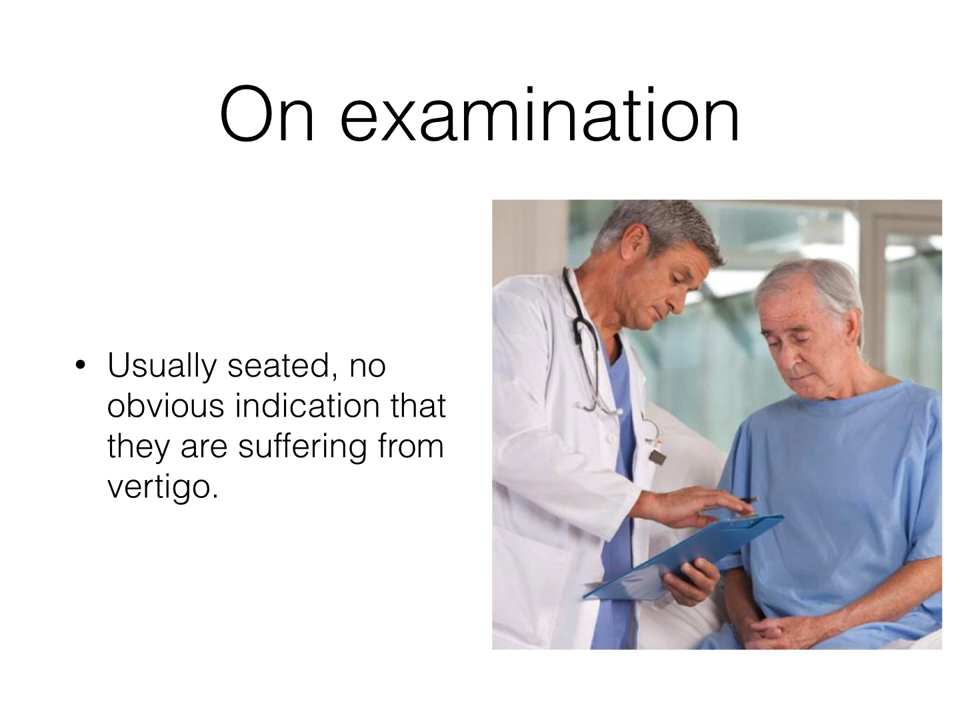 On examination
• Usually seated, no
obvious indication that
they are suffering from
vertigo.